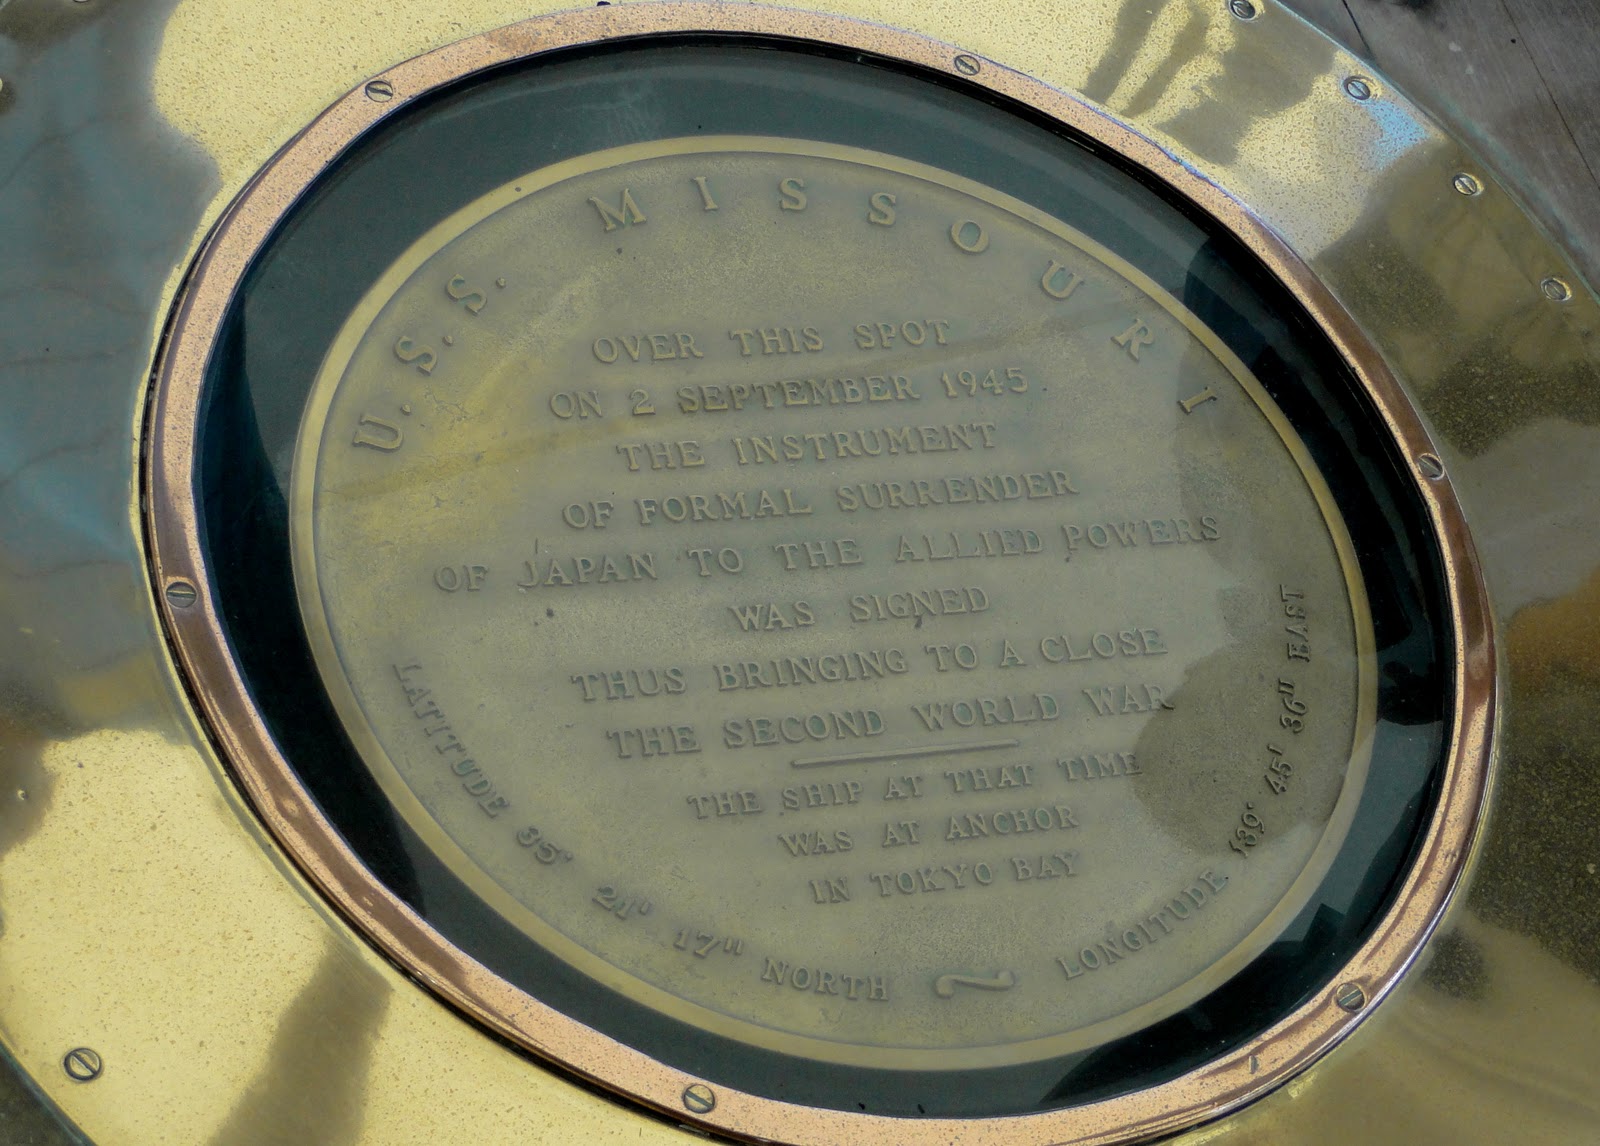 U.S.S. MISSOURI
OVER THIS SPOT
ON 2 SEPTEMBER 1945
THE INSTRUMENT
OF FORMAL SURRENDER
OF JAPAN TO THE ALLIED POWERS
WAS SIGNED
THUS BRINGING TO A CLOSE
THE SECOND WORLD WAR
THE SHIP AT THAT TIME
WAS AT ANCHOR
IN TOKYO BAY
LATITUDE 35° 21' 17" NORTH ~ LONGITUDE 139° 45' 36" EAST